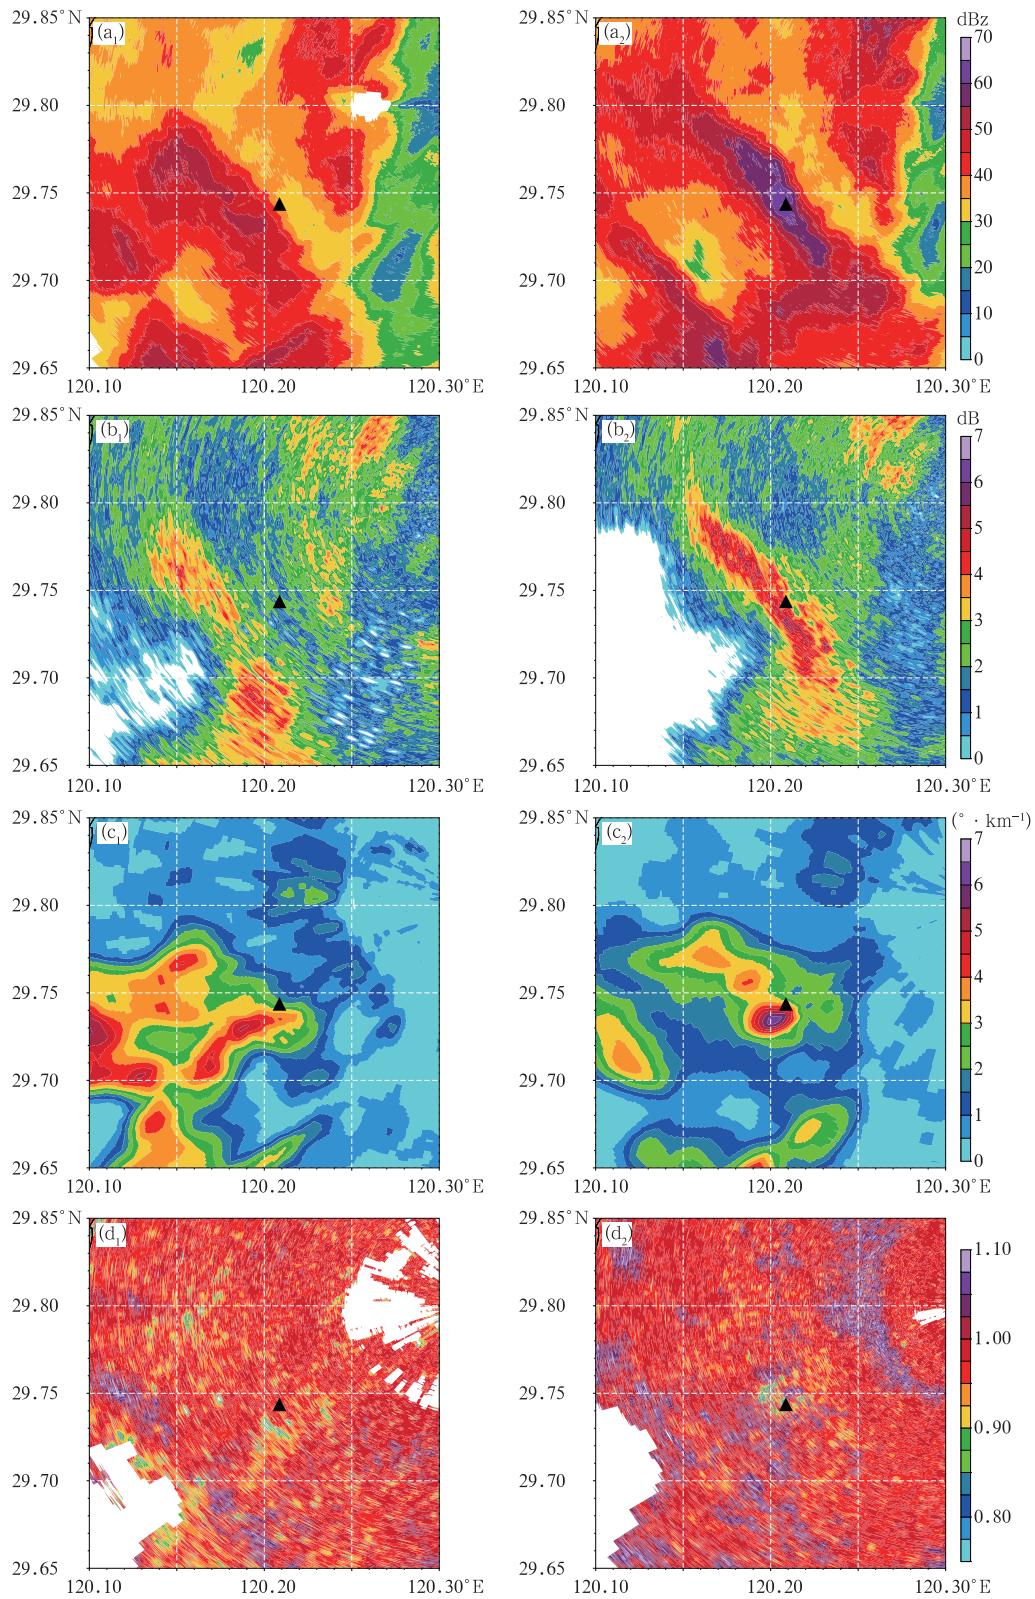 29.85°N
(a₁)
29.80
29.75
29.70
29.65
120.10
120.20
120.30°E
29.85°N
(a₂)
29.80
29.75
29.70
29.65
120.10
120.20
120.30°E
dBz
70
60
50
40
30
20
10
0
29.85°N
(b₁)
29.80
29.75
29.70
29.65
120.10
120.20
120.30°E
29.85°N
(b₂)
29.80
29.75
29.70
29.65
120.10
120.20
120.30°E
dB
7
6
5
4
3
2
1
0
29.85°N
(c₁)
29.80
29.75
29.70
29.65
120.10
120.20
120.30°E
29.85°N
(c₂)
29.80
29.75
29.70
29.65
120.10
120.20
120.30°E
(° · km⁻¹)
7
6
5
4
3
2
1
0
29.85°N
(d₁)
29.80
29.75
29.70
29.65
120.10
120.20
120.30°E
29.85°N
(d₂)
29.80
29.75
29.70
29.65
120.10
120.20
120.30°E
1.10
1.00
0.90
0.80